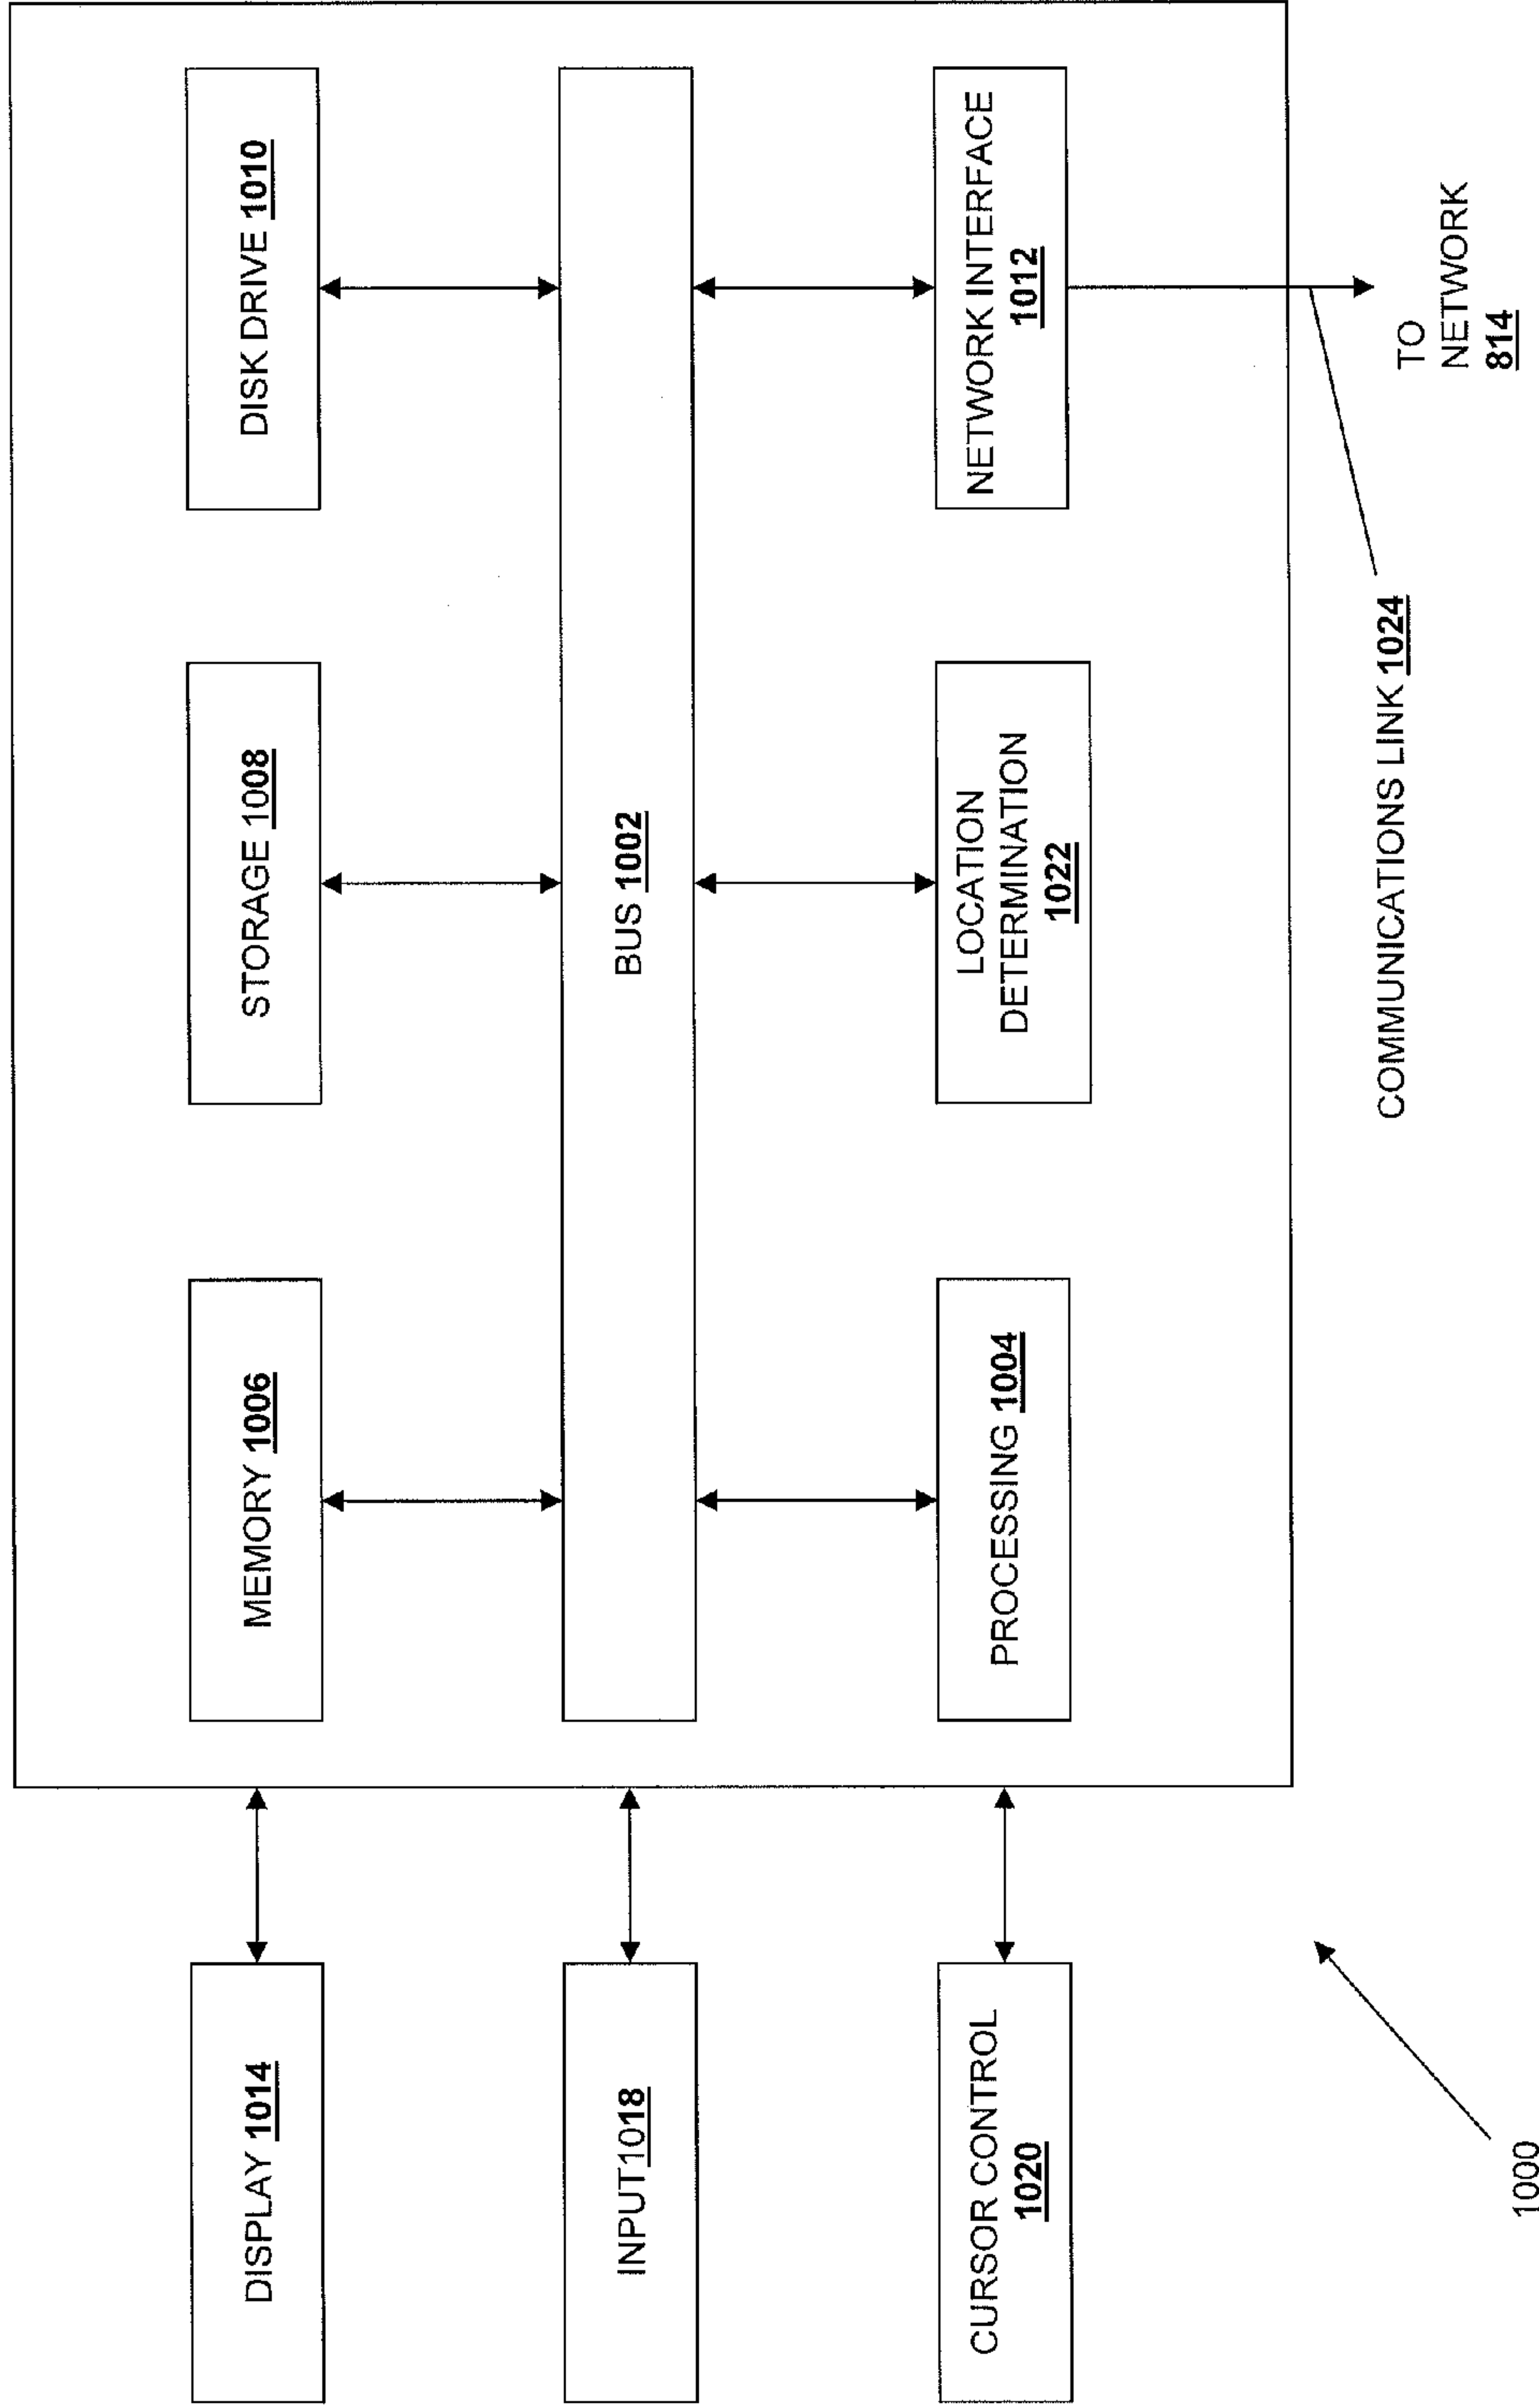 DISPLAY 1014
MEMORY 1006
STORAGE 1008
DISK DRIVE 1010
INPUT1018
BUS 1002
CURSOR CONTROL
1020
PROCESSING 1004
LOCATION
DETERMINATION
1022
NETWORK INTERFACE
1012
COMMUNICATIONS LINK 1024
TO
NETWORK
814
1000